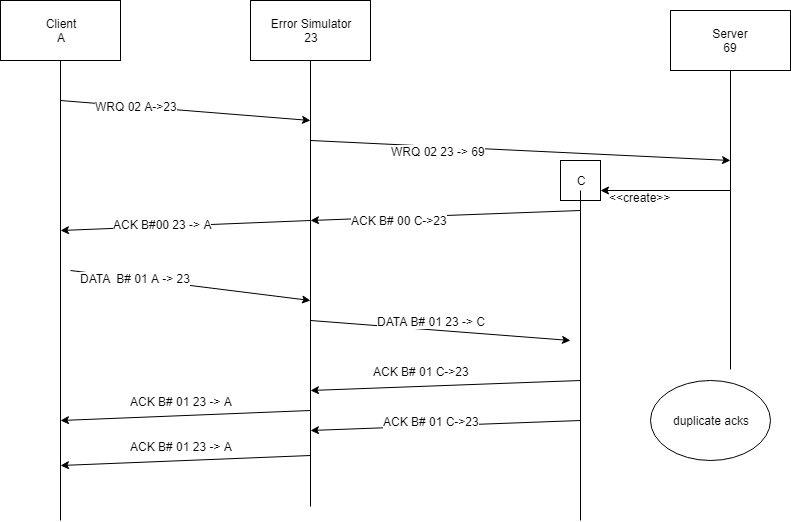 Client
A
Error Simulator
23
Server
69
WRQ 02 A->23
WRQ 02 23 -> 69
C
<<create>>
ACK B#00 23 -> A
ACK B# 00 C->23
DATA  B# 01 A -> 23
DATA B# 01 23 -> C
ACK B# 01 C->23
ACK B# 01 23 -> A
ACK B# 01 C->23
duplicate acks
ACK B# 01 23 -> A